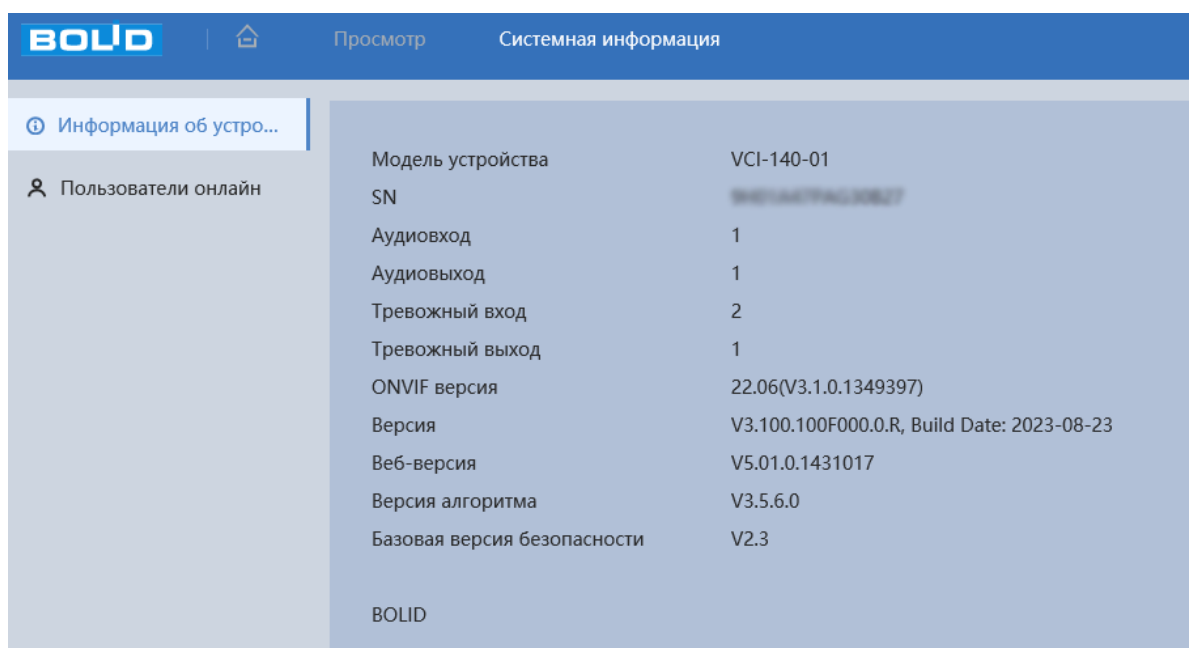 BOLID
Просмотр
Системная информация
Информация об устро...
Пользователи онлайн
Модель устройства VCI-140-01
SN
Аудиовход 1
Аудиовыход 1
Тревожный вход 2
Тревожный выход 1
ONVIF версия 22.06(V3.1.0.1349397)
Версия V3.100.100F000.0.R, Build Date: 2023-08-23
Веб-версия V5.01.0.1431017
Версия алгоритма V3.5.6.0
Базовая версия безопасности V2.3
BOLID